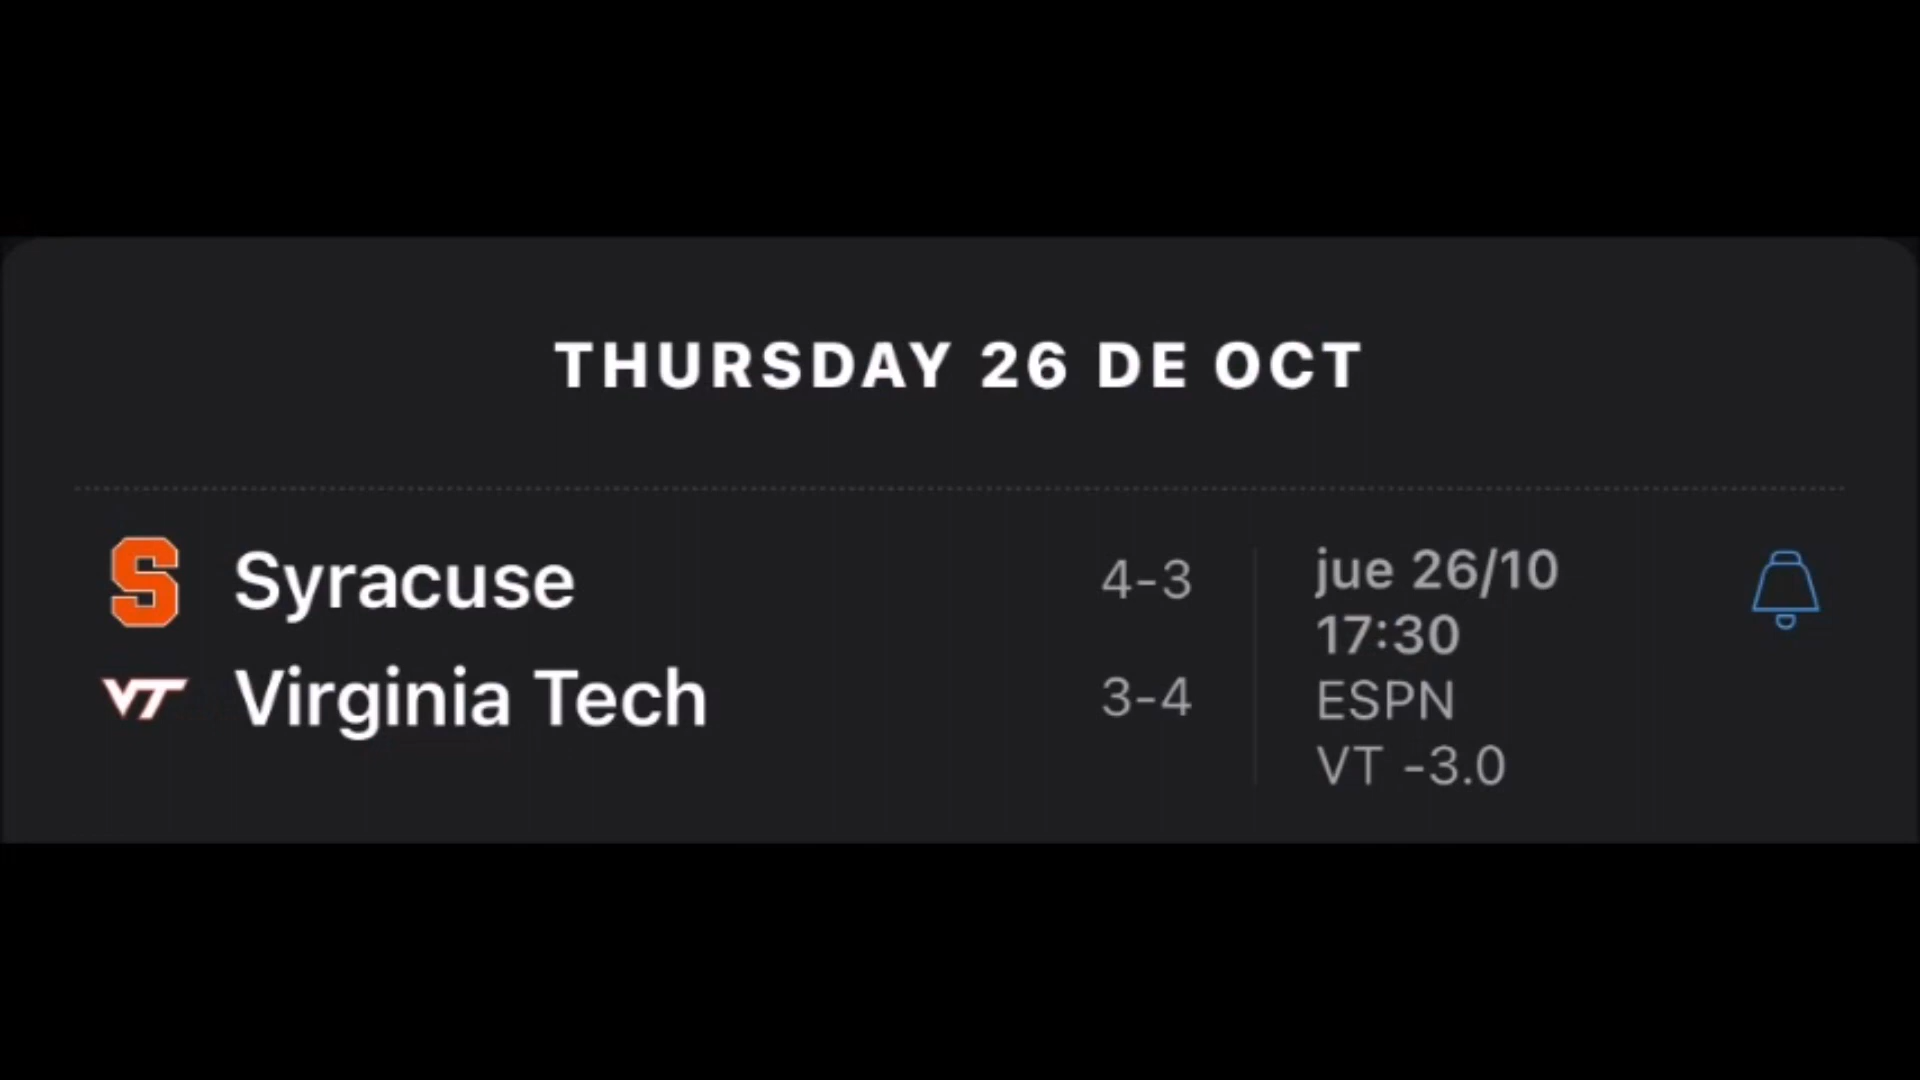 THURSDAY 26 DE OCT
S Syracuse 4-3
VT Virginia Tech 3-4
jue 26/10
17:30
ESPN
VT -3.0